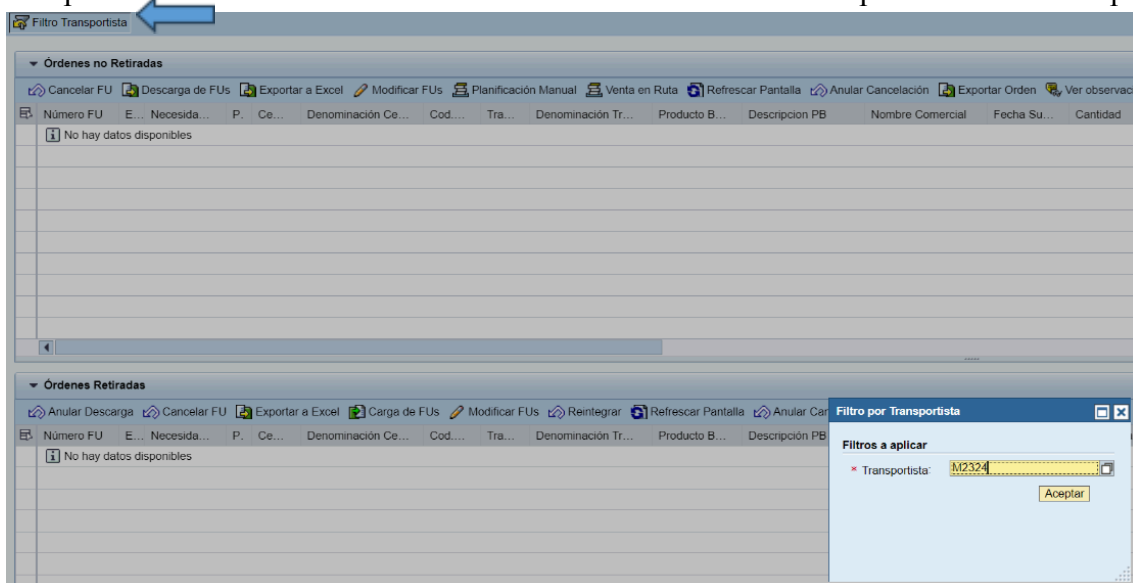 Filtro Transportista
Órdenes no Retiradas
Cancelar FU Descarga de FUs Exportar a Excel Modificar FUs Planificación Manual Venta en Ruta Refrescar Pantalla Anular Cancelación Exportar Orden Ver observac
Número FU E... Necesida... P. Ce... Denominación Ce... Cod.... Tra... Denominación Tr... Producto B... Descripcion PB Nombre Comercial Fecha Su... Cantidad
No hay datos disponibles
Órdenes Retiradas
Anular Descarga Cancelar FU Exportar a Excel Carga de FUs Modificar FUs Reintegrar Refrescar Pantalla Anular Can
Número FU E... Necesida... P. Ce... Denominación Ce... Cod.... Tra... Denominación Tr... Producto B... Descripción PB
No hay datos disponibles
Filtro por Transportista
Filtros a aplicar
* Transportista: M2324
Aceptar